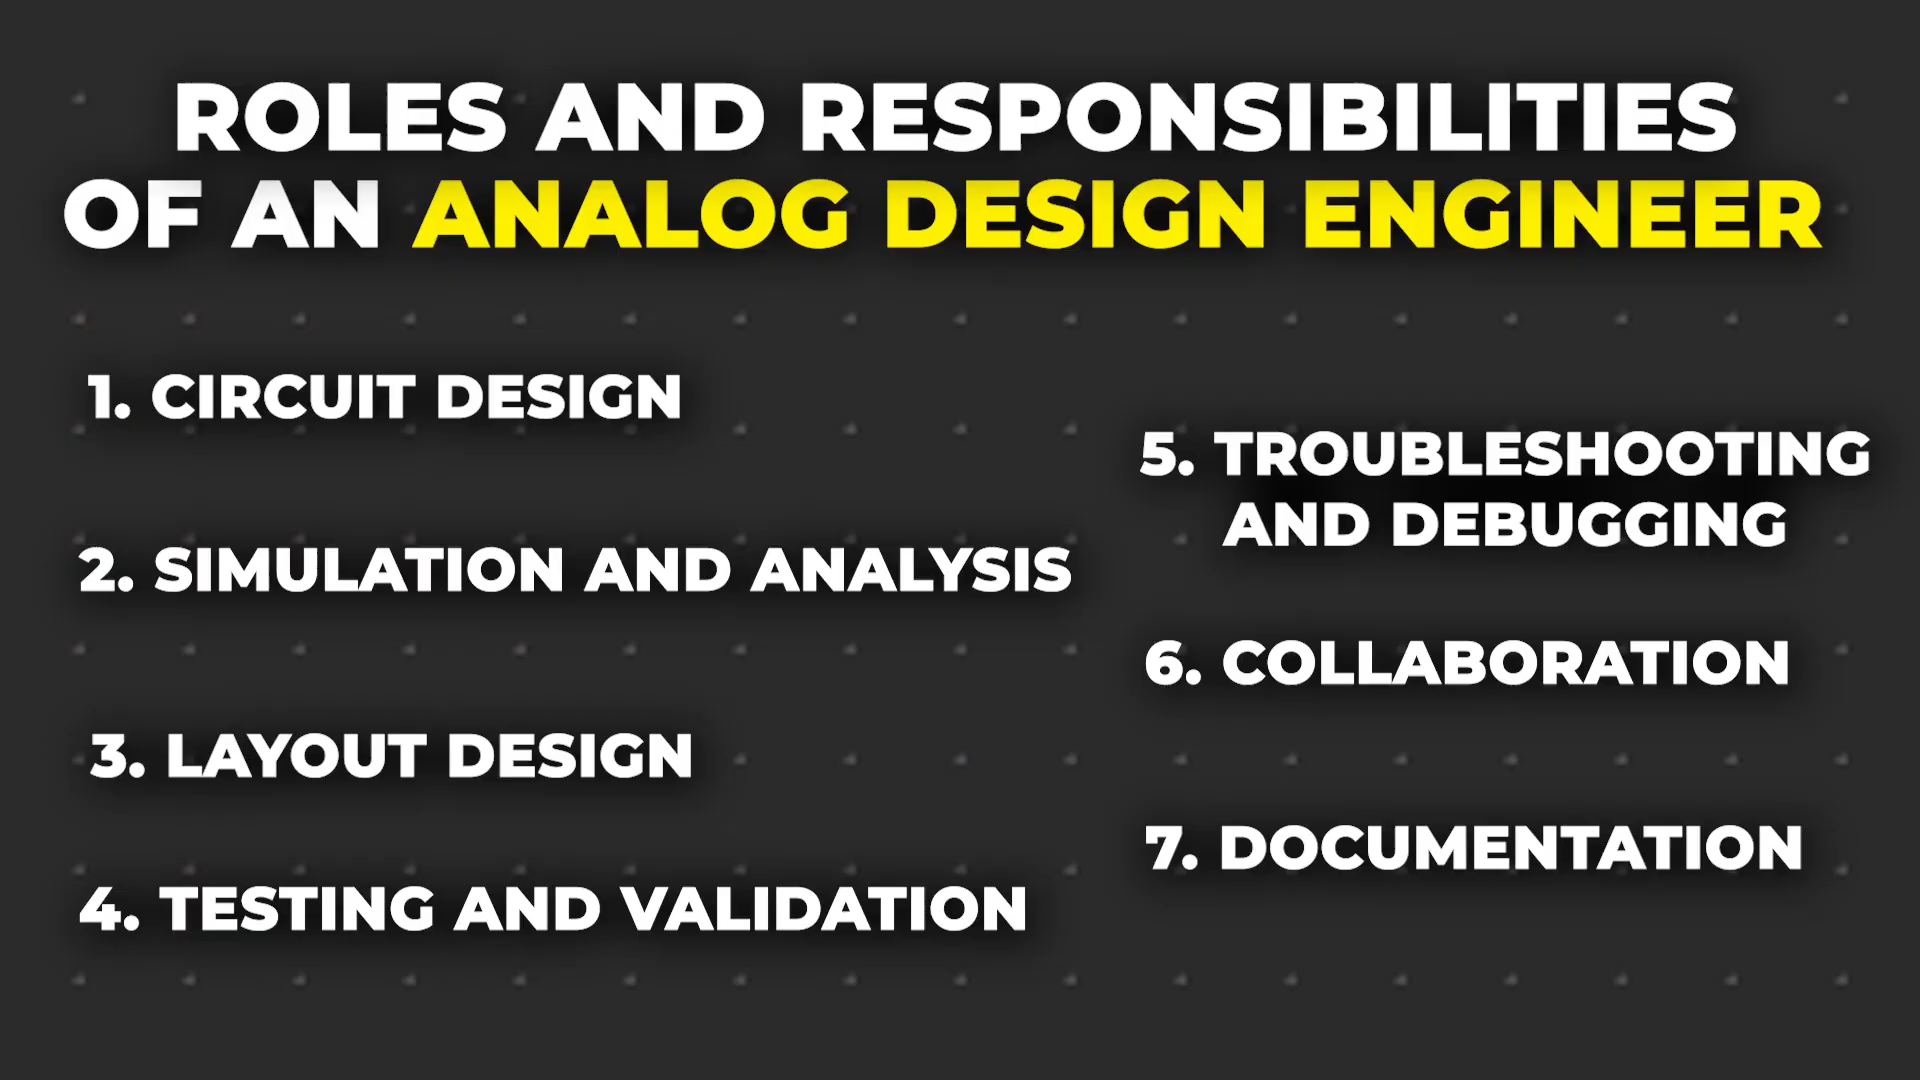 ROLES AND RESPONSIBILITIES
OF AN ANALOG DESIGN ENGINEER
1. CIRCUIT DESIGN
2. SIMULATION AND ANALYSIS
3. LAYOUT DESIGN
4. TESTING AND VALIDATION
5. TROUBLESHOOTING
AND DEBUGGING
6. COLLABORATION
7. DOCUMENTATION